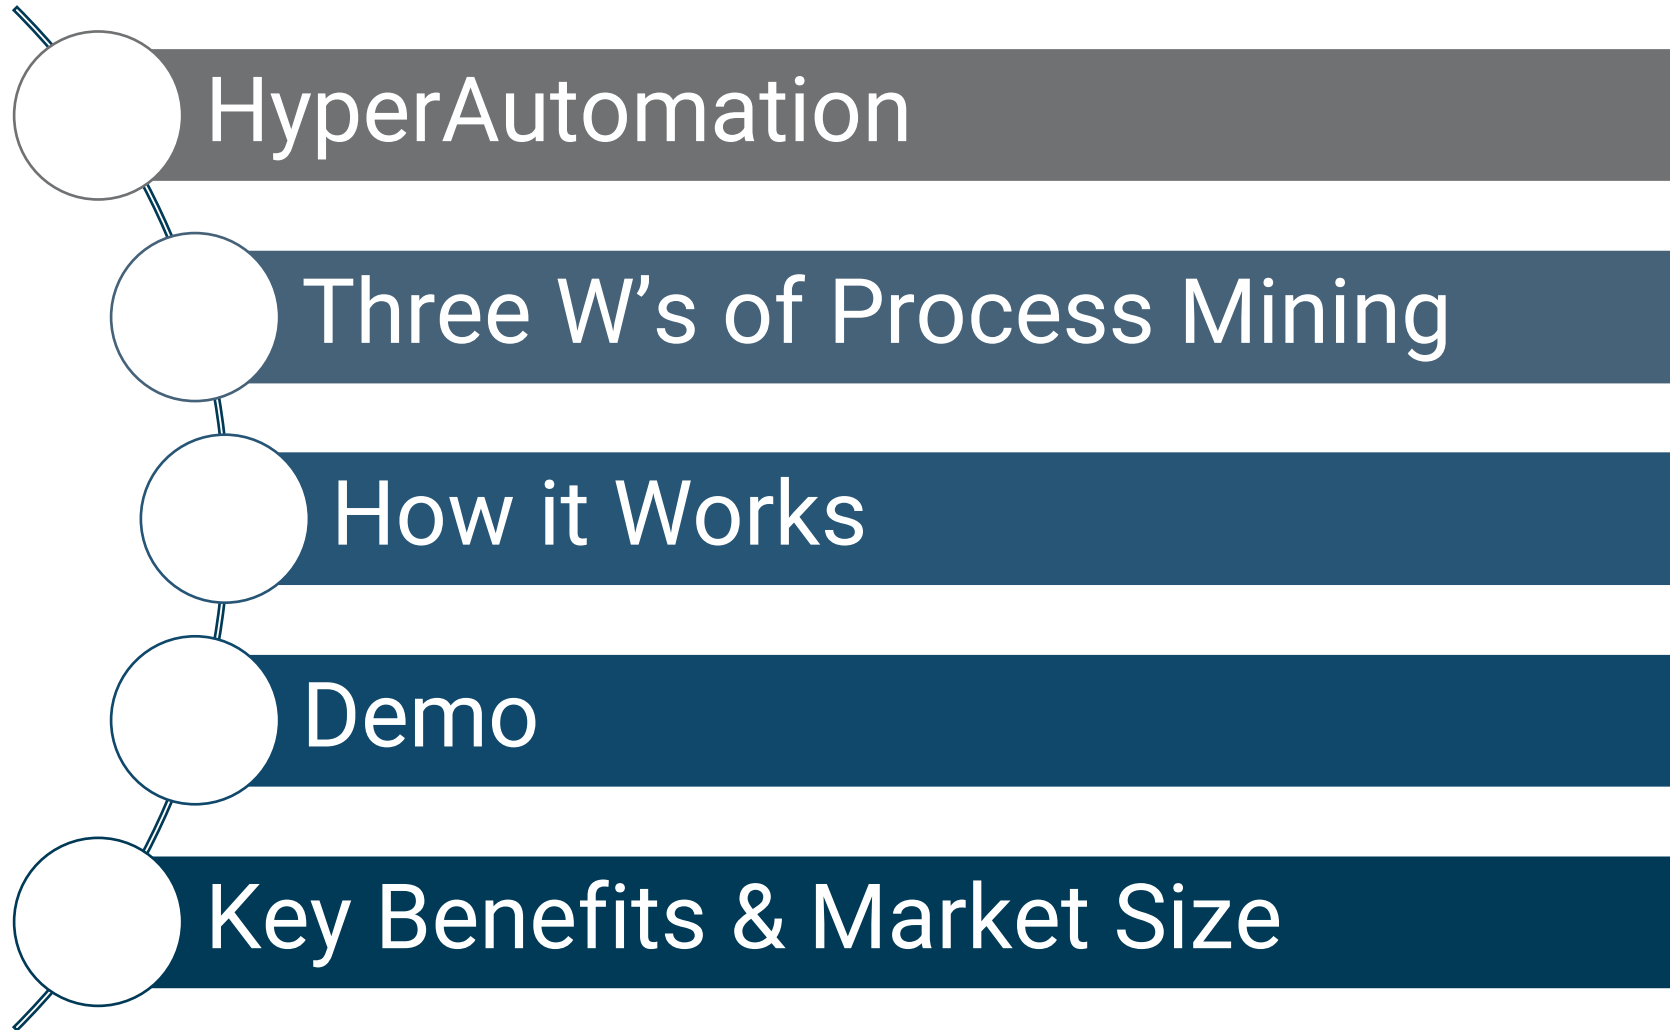 HyperAutomation
Three W’s of Process Mining
How it Works
Demo
Key Benefits & Market Size